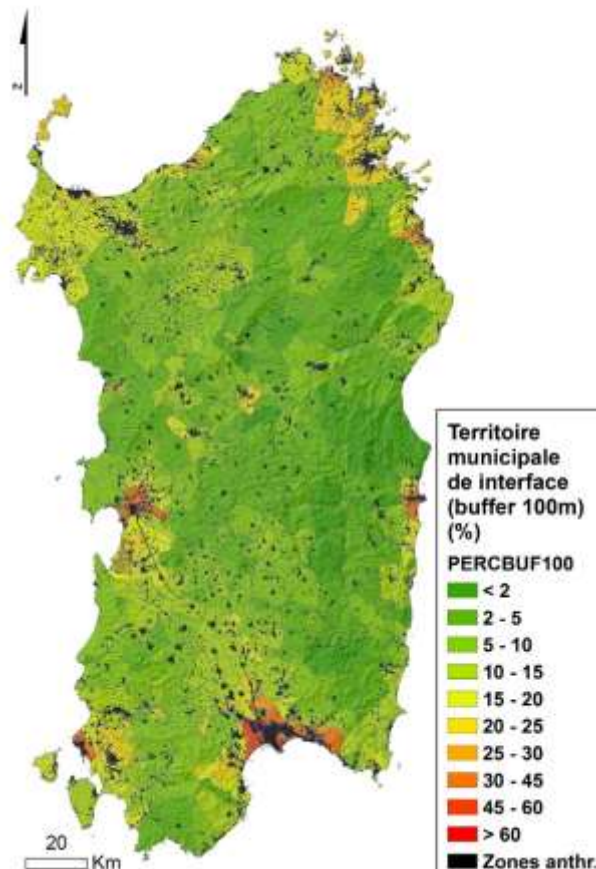 z
Territoire
municipale
de interface
(buffer 100m)
(%)
PERCBUF100
< 2
2 - 5
5 - 10
10 - 15
15 - 20
20 - 25
25 - 30
30 - 45
45 - 60
> 60
Zones anthr.
20
Km